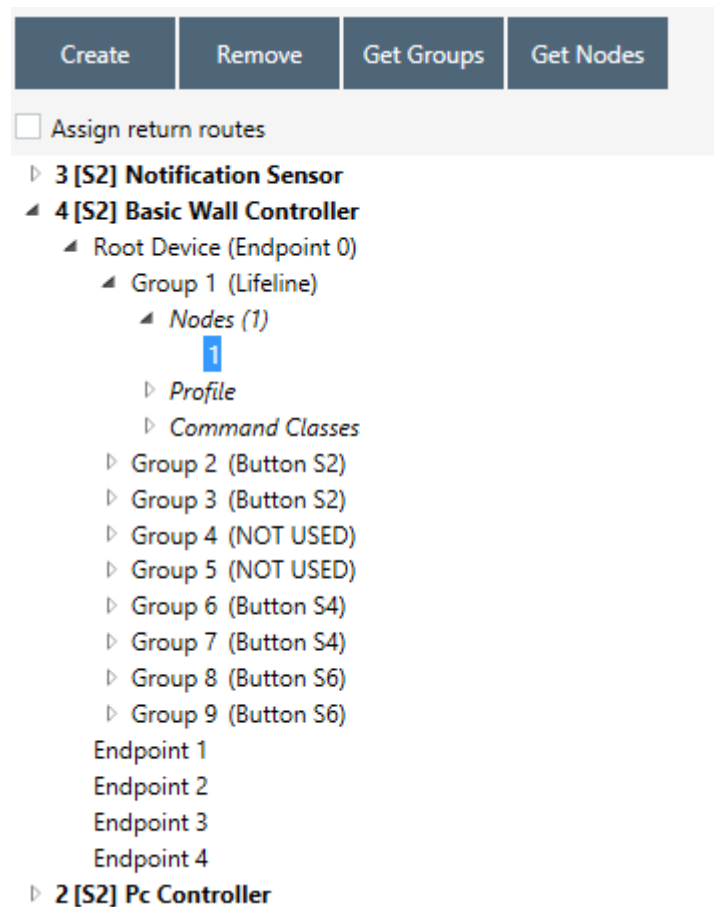 Create Remove Get Groups Get Nodes
Assign return routes
3 [S2] Notification Sensor
4 [S2] Basic Wall Controller
Root Device (Endpoint 0)
Group 1 (Lifeline)
Nodes (1)
1
Profile
Command Classes
Group 2 (Button S2)
Group 3 (Button S2)
Group 4 (NOT USED)
Group 5 (NOT USED)
Group 6 (Button S4)
Group 7 (Button S4)
Group 8 (Button S6)
Group 9 (Button S6)
Endpoint 1
Endpoint 2
Endpoint 3
Endpoint 4
2 [S2] Pc Controller